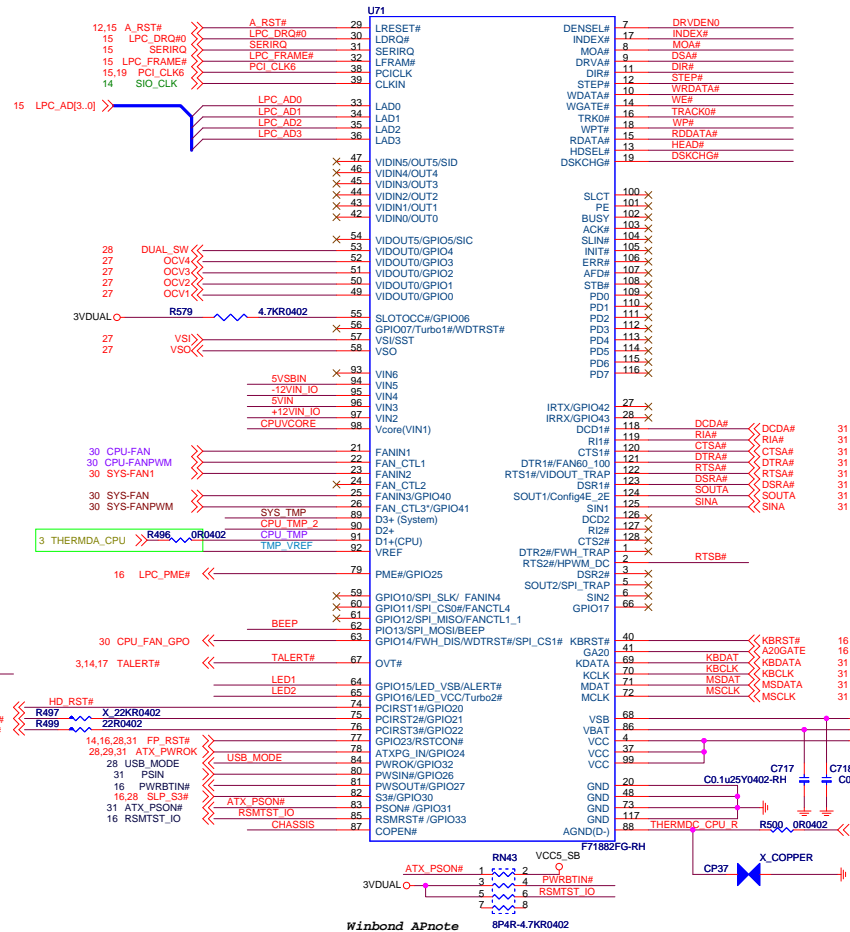 U71
12,15 A_RST# A_RST# 29 LRESET# DENSEL# 7 DRVDEN0
15 LPC_DRQ#0 LPC_DRQ#0 30 LDRQ# INDEX# 17 INDEX#
15 SERIRQ SERIRQ 31 SERIRQ MOA# 8 MOA#
15 LPC_FRAME# LPC_FRAME# 32 LFRAM# DRVA# 9 DSA#
15,19 PCI_CLK6 PCI_CLK6 38 PCICLK DIR# 11 DIR#
14 SIO_CLK 39 CLKIN STEP# 12 STEP#
WDATA# 10 WRDATA#
15 LPC_AD[3..0] LPC_AD0 33 LAD0 WGATE# 14 WE#
LPC_AD1 34 LAD1 TRK0# 16 TRACK0#
LPC_AD2 35 LAD2 WPT# 18 WP#
LPC_AD3 36 LAD3 RDATA# 15 RDDATA#
HDSEL# 13 HEAD#
47 VIDIN5/OUT5/SID DSKCHG# 19 DSKCHG#
46 VIDIN4/OUT4
45 VIDIN3/OUT3
44 VIDIN2/OUT2 SLCT 100
43 VIDIN1/OUT1 PE 101
42 VIDIN0/OUT0 BUSY 102
ACK# 103
54 VIDOUT5/GPIO5/SIC SLIN# 104
28 DUAL_SW 53 VIDOUT0/GPIO4 INIT# 105
27 OCV4 52 VIDOUT0/GPIO3 ERR# 106
27 OCV3 51 VIDOUT0/GPIO2 AFD# 107
27 OCV2 50 VIDOUT0/GPIO1 STB# 108
27 OCV1 49 VIDOUT0/GPIO0 PD0 109
PD1 110
3VDUAL R579 4.7KR0402 55 SLOTOCC#/GPIO06 PD2 111
56 GPIO07/Turbo1#/WDTRST# PD3 112
27 VSI 57 VSI/SST PD4 113
27 VSO 58 VSO PD5 114
PD6 115
93 VIN6 PD7 116
5VSBIN 94 VIN5
-12VIN_IO 95 VIN4
5VIN 96 VIN3 IRTX/GPIO42 27
+12VIN_IO 97 VIN2 IRRX/GPIO43 28
CPUVCORE 98 Vcore(VIN1) DCD1# 118 DCDA# DCDA# 31
RI1# 119 RIA# RIA# 31
30 CPU-FAN 21 FANIN1 CTS1# 120 CTSA# CTSA# 31
30 CPU-FANPWM 22 FAN_CTL1 DTR1#/FAN60_100 121 DTRA# DTRA# 31
30 SYS-FAN1 23 FANIN2 RTS1#/VIDOUT_TRAP 122 RTSA# RTSA# 31
24 FAN_CTL2 DSR1# 123 DSRA# DSRA# 31
30 SYS-FAN 25 FANIN3/GPIO40 SOUT1/Config4E_2E 124 SOUTA SOUTA 31
30 SYS-FANPWM 26 FAN_CTL3*/GPIO41 SIN1 125 SINA SINA 31
SYS_TMP 89 D3+ (System) DCD2 126
CPU_TMP_2 90 D2+ RI2# 127
3 THERMDA_CPU R496 0R0402 CPU_TMP 91 D1+(CPU) CTS2# 128
TMP_VREF 92 VREF DTR2#/FWH_TRAP 1
RTS2#/HPWM_DC 2 RTSB#
16 LPC_PME# 79 PME#/GPIO25 DSR2# 3
SOUT2/SPI_TRAP 5
59 GPIO10/SPI_SLK/ FANIN4 SIN2 6
60 GPIO11/SPI_CS0#/FANCTL4 GPIO17 66
61 GPIO12/SPI_MISO/FANCTL1_1
BEEP 62 PIO13/SPI_MOSI/BEEP
30 CPU_FAN_GPO 63 GPIO14/FWH_DIS/WDTRST#/SPI_CS1# KBRST# 40 KBRST# 16
GA20 41 A20GATE 16
3,14,17 TALERT# TALERT# 67 OVT# KDATA 69 KBDAT KBDATA 31
KCLK 70 KBCLK KBCLK 31
LED1 64 GPIO15/LED_VSB/ALERT# MDAT 71 MSDAT MSDATA 31
LED2 65 GPIO16/LED_VCC/Turbo2# MCLK 72 MSCLK MSCLK 31
HD_RST# 74 PCIRST1#/GPIO20
# R497 X_22KR0402 75 PCIRST2#/GPIO21 VSB 68
# R499 22R0402 76 PCIRST3#/GPIO22 VBAT 86
14,16,28,31 FP_RST# 77 GPIO23/RSTCON# VCC 4
28,29,31 ATX_PWROK 78 ATXPG_IN/GPIO24 VCC 37
28 USB_MODE USB_MODE 84 PWROK/GPIO32 VCC 99
31 PSIN 80 PWSIN#/GPIO26 C717 C718
16 PWRBTIN# 81 PWSOUT#/GPIO27 GND 20 C0.1u25Y0402-RH C0
16,28 SLP_S3# 82 S3#/GPIO30 GND 48
31 ATX_PSON# ATX_PSON# 83 PSON# /GPIO31 GND 73
16 RSMTST_IO RSMTST_IO 85 RSMRST# /GPIO33 GND 117
CHASSIS 87 COPEN# AGND(D-) 88 THERMDC_CPU_R R500 0R0402
F71882FG-RH
RN43 VCC5_SB
CP37 X_COPPER
ATX_PSON# 1 2
3VDUAL 3 4 PWRBTIN#
5 6 RSMTST_IO
7 8
Winbond APnote 8P4R-4.7KR0402